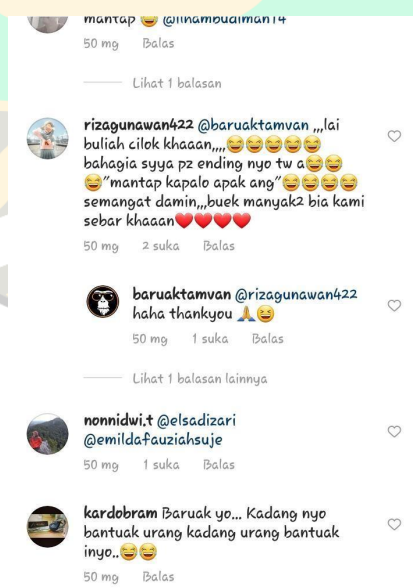 mantap 😁 @ilhambudiman14
50 mg Balas
Lihat 1 balasan
rizagunawan422 @baruaktamvan ,,,lai
buliah cilok khaaan,,,,😅😅😅😅😅
bahagia syya pz ending nyo tw a😅😅
😅"mantap kapalo apak ang"😅😅😅😅
semangat damin,,,buek manyak2 bia kami
sebar khaaan❤️❤️❤️❤️
50 mg 2 suka Balas
baruaktamvan @rizagunawan422
haha thankyou 🙏😆
50 mg 1 suka Balas
Lihat 1 balasan lainnya
nonnidwi.t @elsadizari
@emildafauziahsuje
50 mg 1 suka Balas
kardobram Baruak yo... Kadang nyo
bantuak urang kadang urang bantuak
inyo..😅😅
50 mg Balas